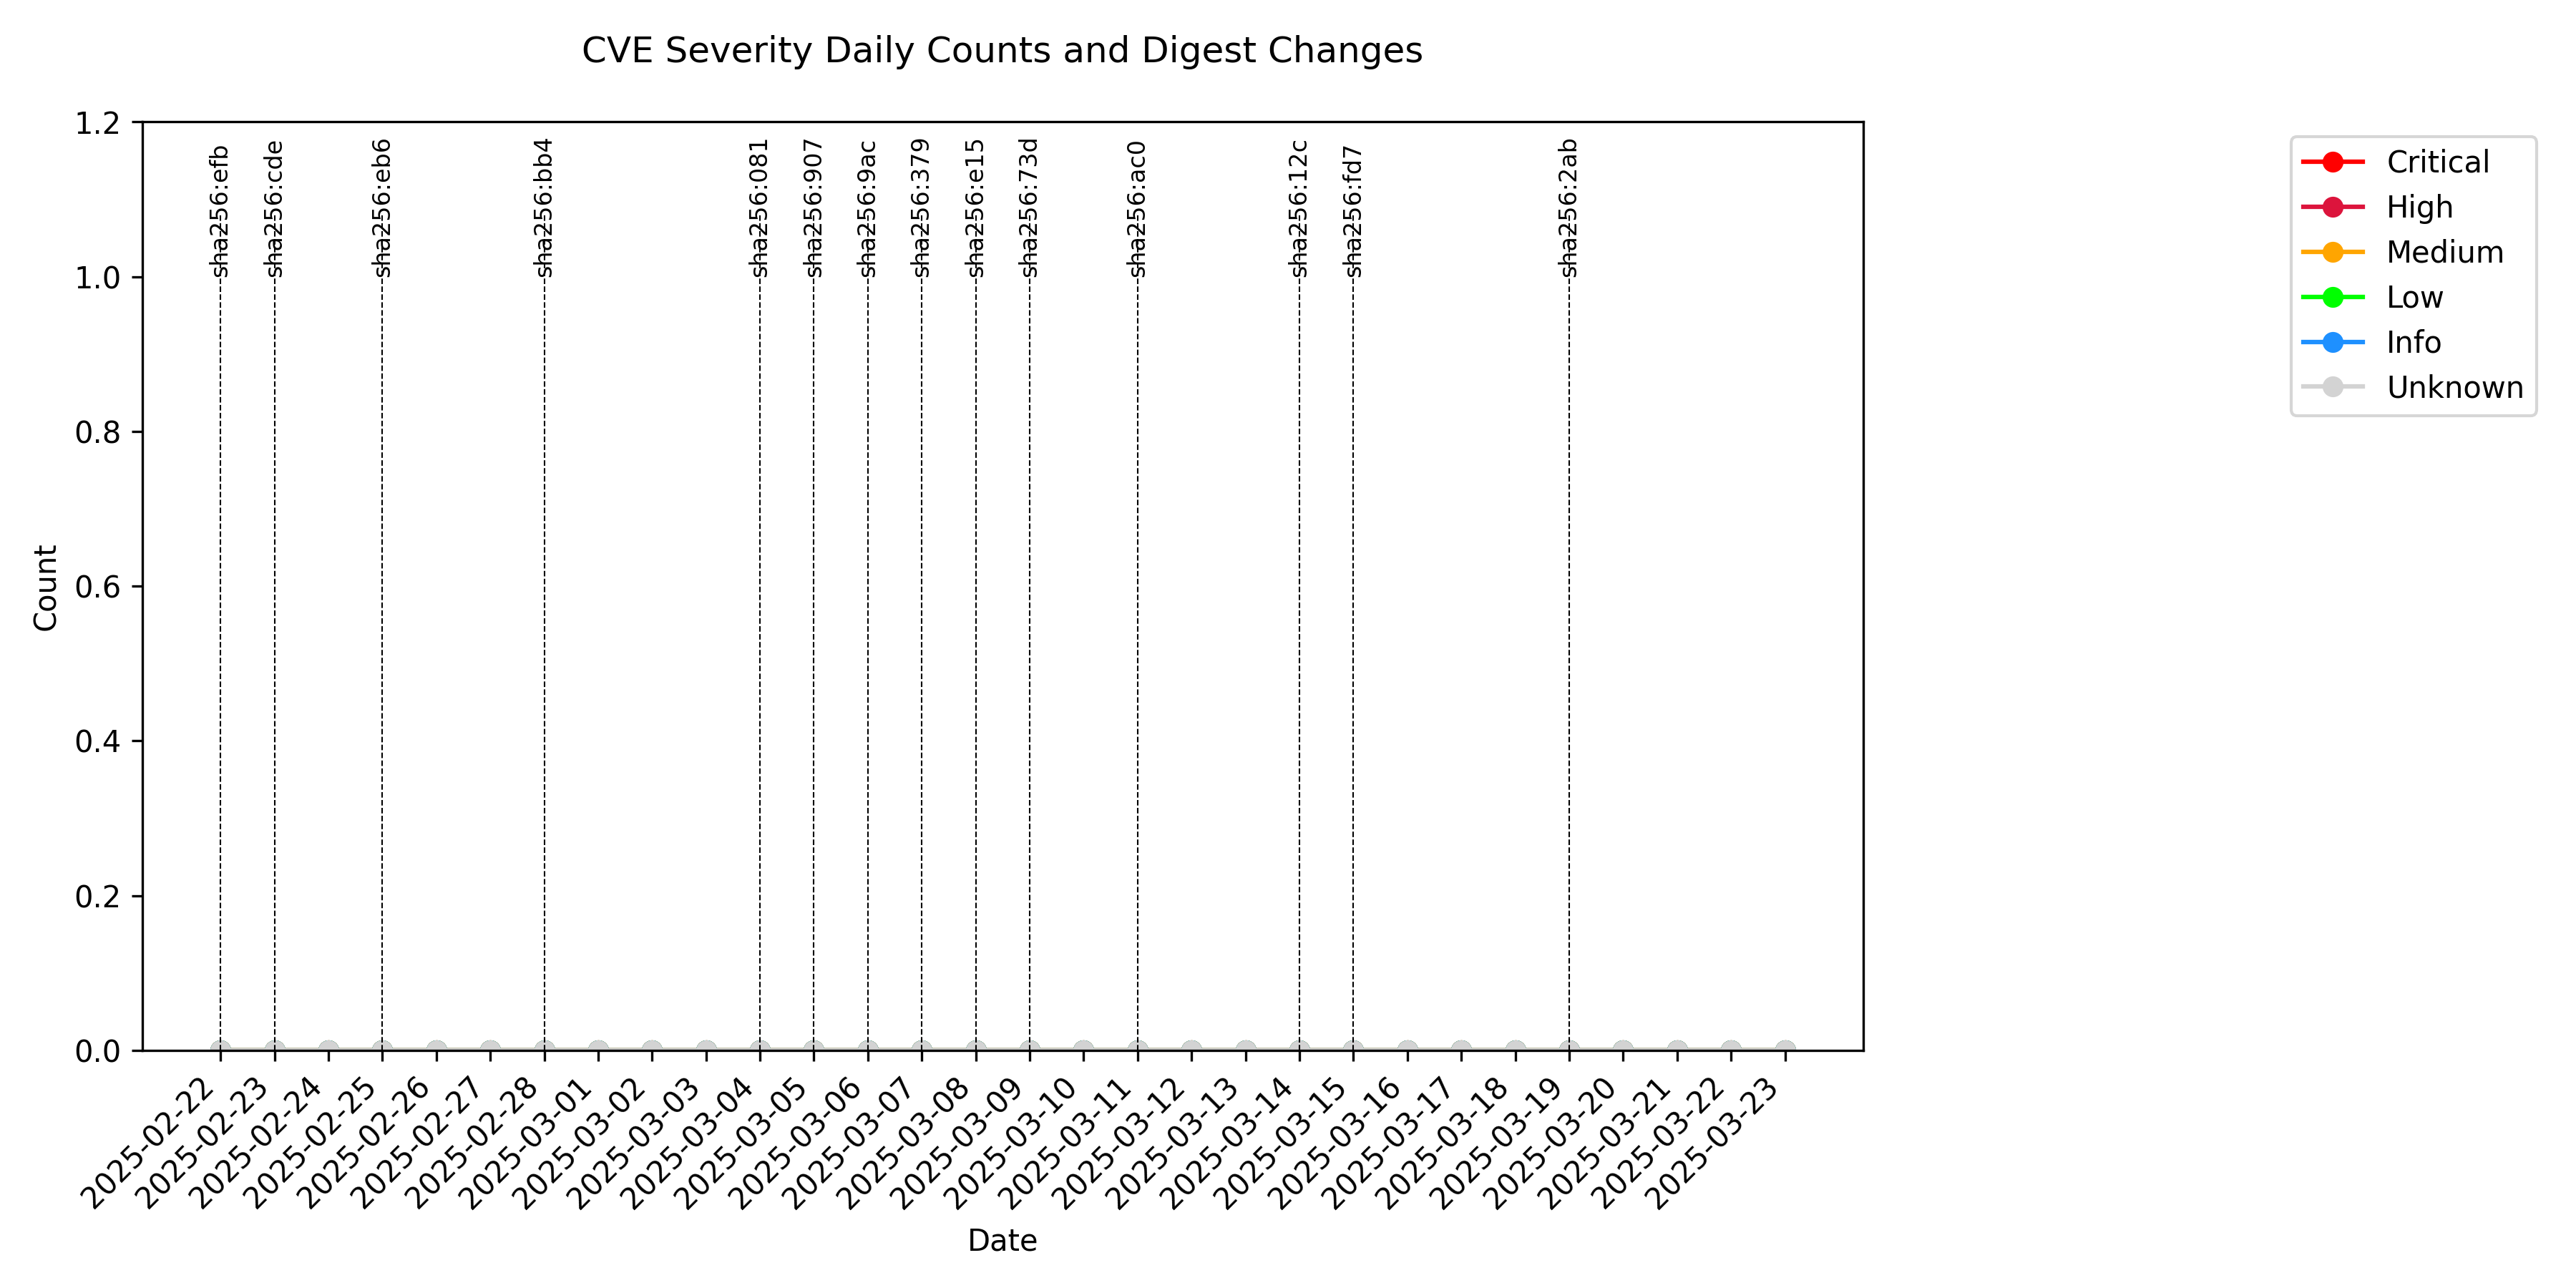 CVE Severity Daily Counts and Digest Changes
1.2
1.0
0.8
0.6
0.4
0.2
0.0
Count
sha256:efb
sha256:cde
sha256:eb6
sha256:bb4
sha256:081
sha256:907
sha256:9ac
sha256:379
sha256:e15
sha256:73d
sha256:ac0
sha256:12c
sha256:fd7
sha256:2ab
2025-02-22
2025-02-23
2025-02-24
2025-02-25
2025-02-26
2025-02-27
2025-02-28
2025-03-01
2025-03-02
2025-03-03
2025-03-04
2025-03-05
2025-03-06
2025-03-07
2025-03-08
2025-03-09
2025-03-10
2025-03-11
2025-03-12
2025-03-13
2025-03-14
2025-03-15
2025-03-16
2025-03-17
2025-03-18
2025-03-19
2025-03-20
2025-03-21
2025-03-22
2025-03-23
Date
Critical
High
Medium
Low
Info
Unknown